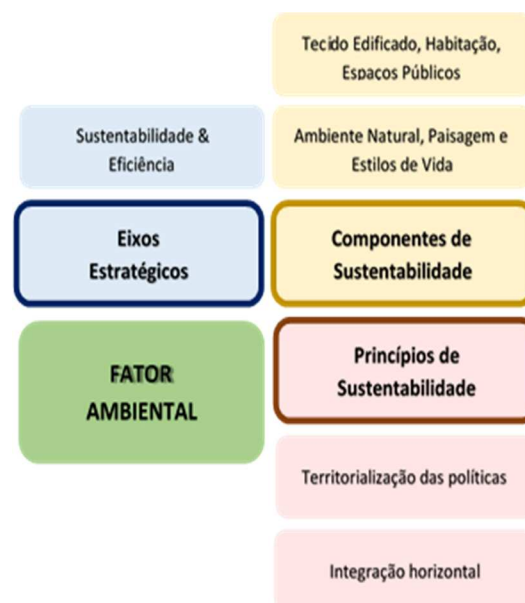 Tecido Edificado, Habitação,
Espaços Públicos
Sustentabilidade &
Eficiência
Ambiente Natural, Paisagem e
Estilos de Vida
Eixos
Estratégicos
Componentes de
Sustentabilidade
FATOR
AMBIENTAL
Princípios de
Sustentabilidade
Territorialização das políticas
Integração horizontal